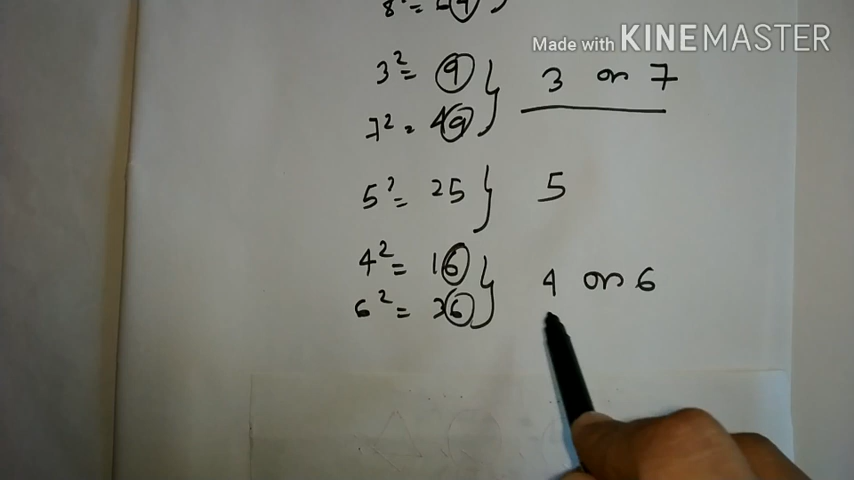 Made with KINEMASTER
3² = 9 } 3 or 7
7² = 49
5² = 25 } 5
4² = 16 } 4 or 6
6² = 36